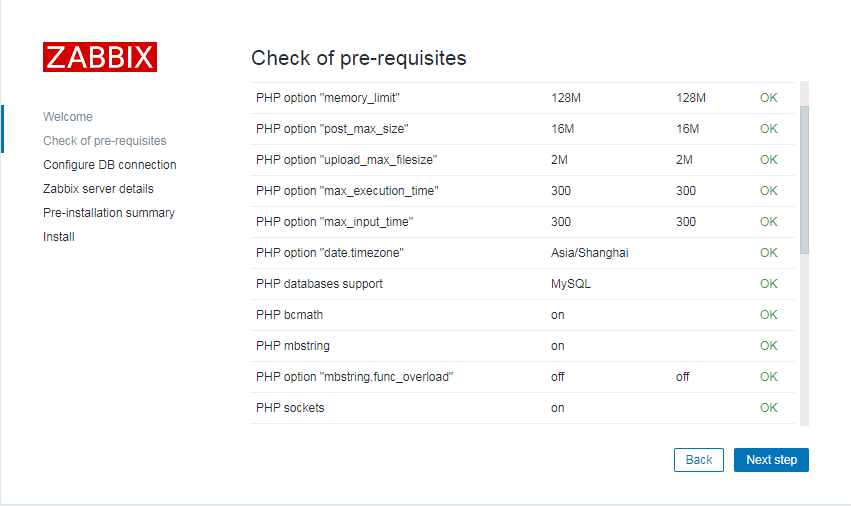 ZABBIX
Welcome
Check of pre-requisites
Configure DB connection
Zabbix server details
Pre-installation summary
Install
Check of pre-requisites
PHP option "memory_limit" 128M 128M OK
PHP option "post_max_size" 16M 16M OK
PHP option "upload_max_filesize" 2M 2M OK
PHP option "max_execution_time" 300 300 OK
PHP option "max_input_time" 300 300 OK
PHP option "date.timezone" Asia/Shanghai OK
PHP databases support MySQL OK
PHP bcmath on OK
PHP mbstring on OK
PHP option "mbstring.func_overload" off off OK
PHP sockets on OK
Back Next step